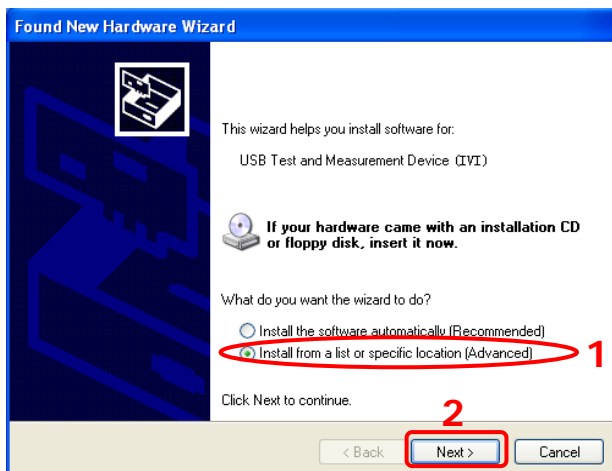 Found New Hardware Wizard
This wizard helps you install software for:
USB Test and Measurement Device (IVI)
If your hardware came with an installation CD
or floppy disk, insert it now.
What do you want the wizard to do?
Install the software automatically (Recommended)
Install from a list or specific location (Advanced)
1
Click Next to continue.
2
< Back
Next >
Cancel